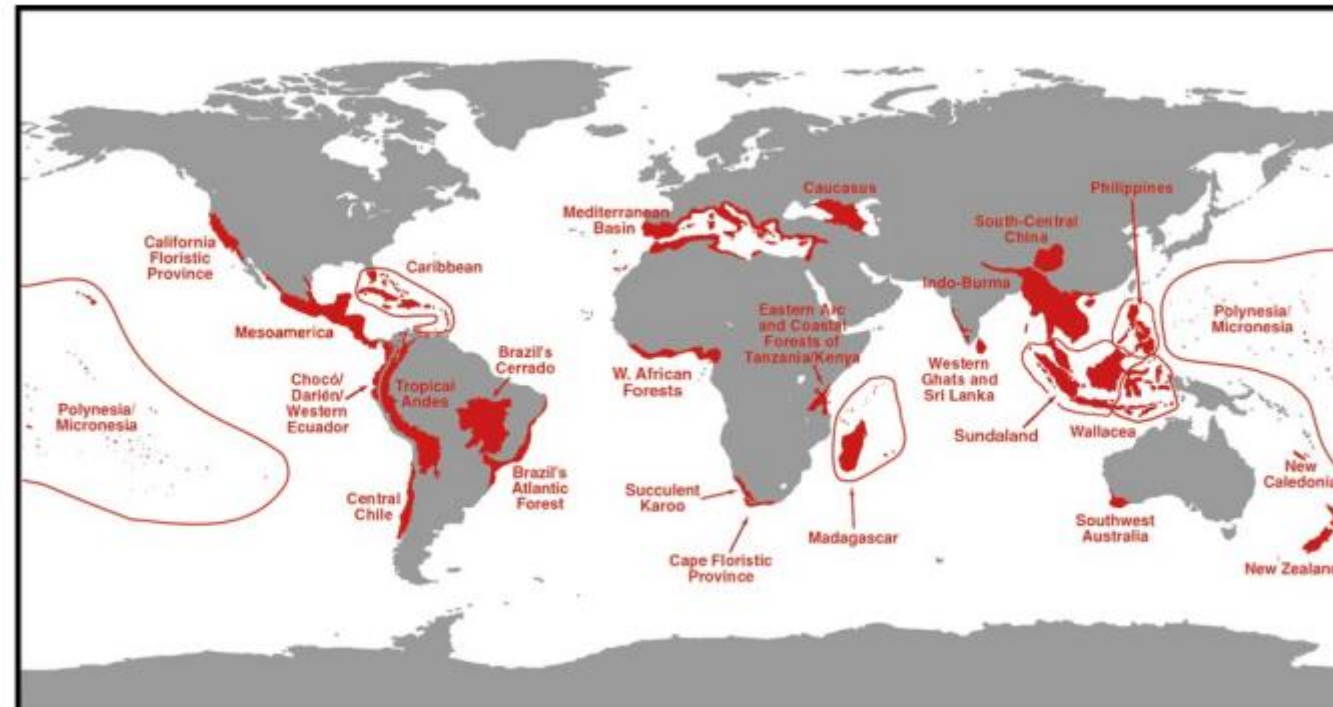 Caucasus
Philippines
Mediterranean
Basin
South-Central
China
California
Floristic
Province
Caribbean
Indo-Burma
Polynesia/
Micronesia
Mesoamerica
Eastern Arc
and Coastal
Forests of
Tanzania/Kenya
Brazil's
Cerrado
W. African
Forests
Western
Ghats and
Sri Lanka
Chocó/
Darién/
Western
Ecuador
Tropical
Andes
Polynesia/
Micronesia
Sundaland
Wallacea
Brazil's
Atlantic
Forest
Central
Chile
Succulent
Karoo
New
Caledonia
Madagascar
Southwest
Australia
Cape Floristic
Province
New Zealand